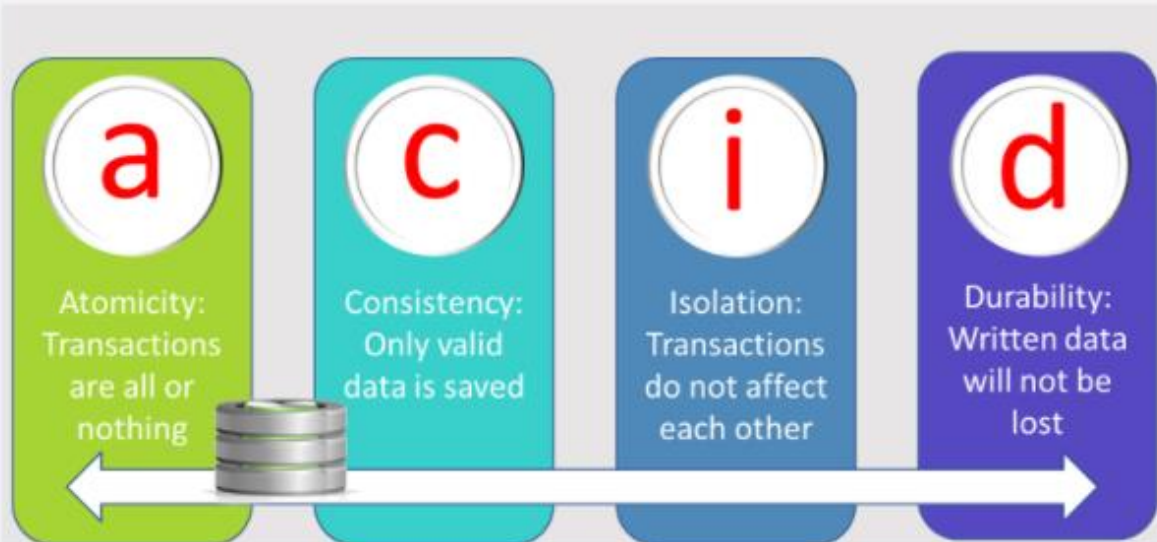 a
Atomicity:
Transactions
are all or
nothing
c
Consistency:
Only valid
data is saved
i
Isolation:
Transactions
do not affect
each other
d
Durability:
Written data
will not be
lost